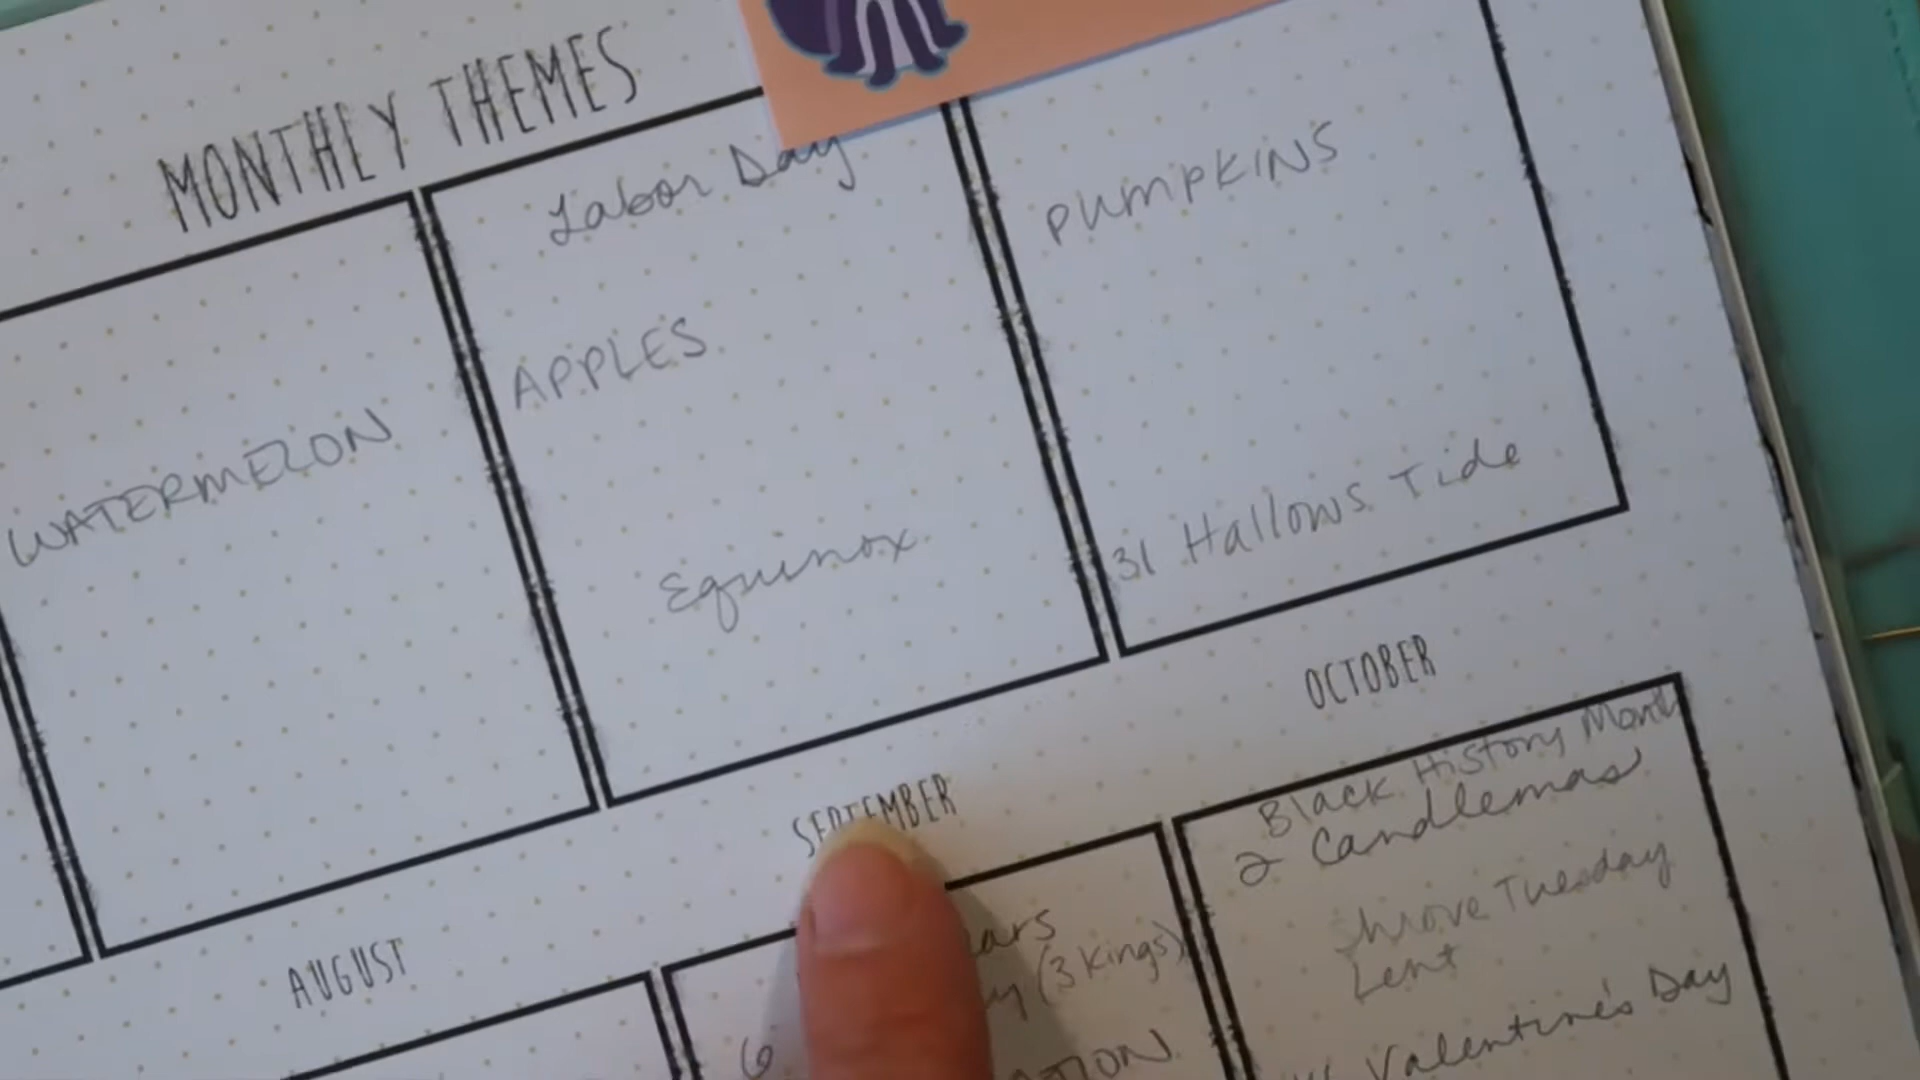 MONTHLY THEMES
WATERMELON
Labor Day
APPLES
Equinox
PUMPKINS
31 Hallows Tide
AUGUST
SEPTEMBER
OCTOBER
(3 Kings)
6
Black History Month
2 Candlemas
Shrove Tuesday
Lent
Valentine's Day